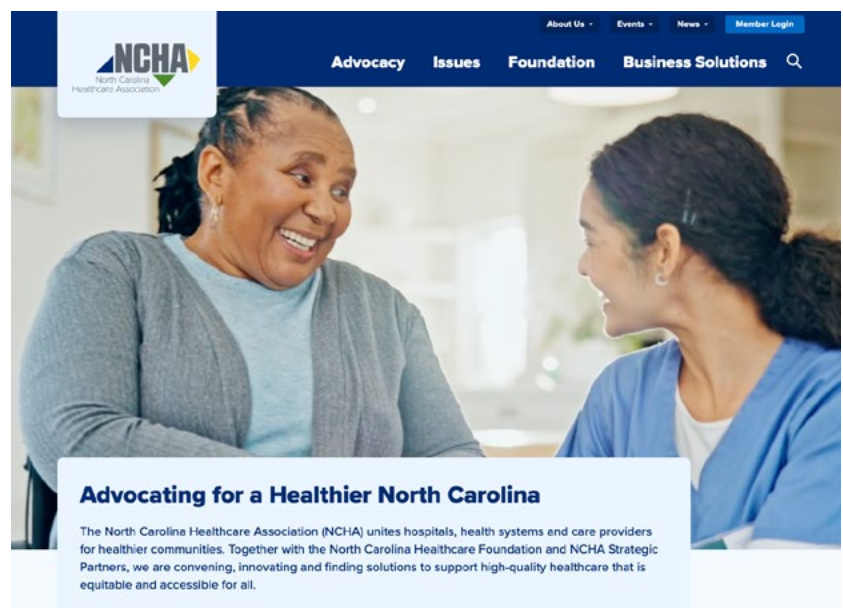 About Us
Events
News
Member Login
NCHA
North Carolina
Healthcare Association
Advocacy Issues Foundation Business Solutions
Advocating for a Healthier North Carolina
The North Carolina Healthcare Association (NCHA) unites hospitals, health systems and care providers
for healthier communities. Together with the North Carolina Healthcare Foundation and NCHA Strategic
Partners, we are convening, innovating and finding solutions to support high-quality healthcare that is
equitable and accessible for all.